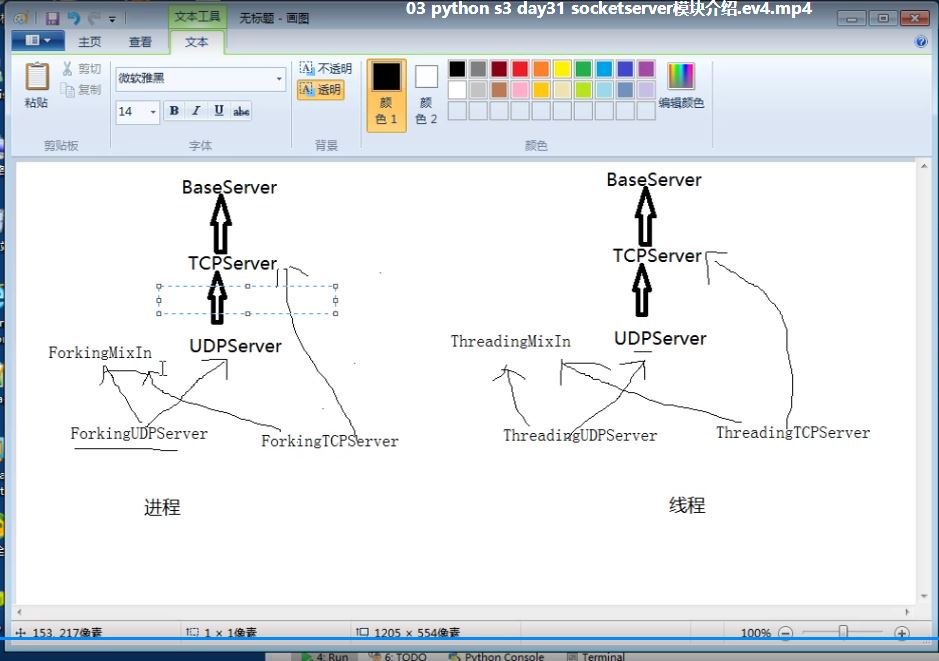 03 python s3 day31 socketserver模块介绍.ev4.mp4
文本工具 无标题 - 画图
主页 查看 文本
粘贴 剪切
复制
剪贴板
微软雅黑
14 B I U abc
字体
不透明
透明
背景
颜色 1
颜色 2
编辑颜色
颜色
BaseServer
TCPServer
UDPServer
ForkingMixIn
ForkingUDPServer
ForkingTCPServer
进程
BaseServer
TCPServer
UDPServer
ThreadingMixIn
ThreadingUDPServer
ThreadingTCPServer
线程
153, 217像素 1 × 1像素 1205 × 554像素 100%
4: Run 6: TODO Python Console Terminal